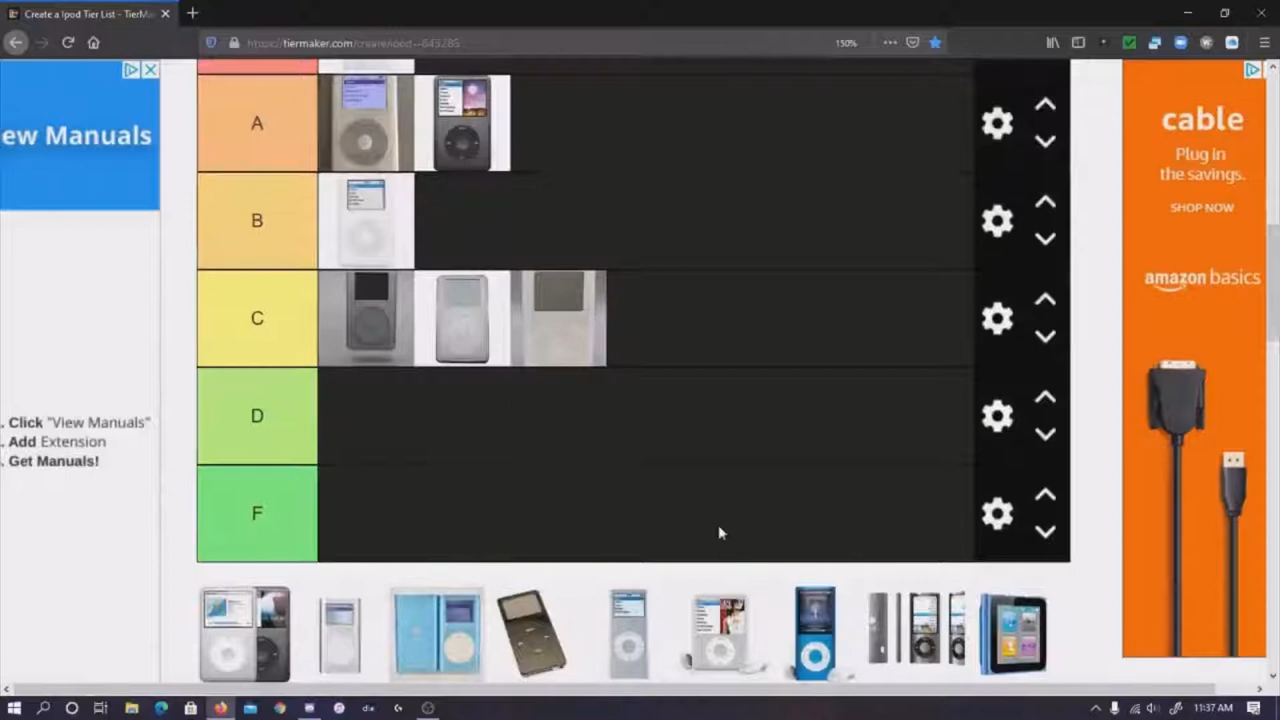 Create a Ipod Tier List - TierMa
https://tiermaker.com/create/ipod--645286
150%
ew Manuals
. Click "View Manuals"
. Add Extension
. Get Manuals!
A
B
C
D
F
cable
Plug in
the savings.
SHOP NOW
amazon basics
11:37 AM